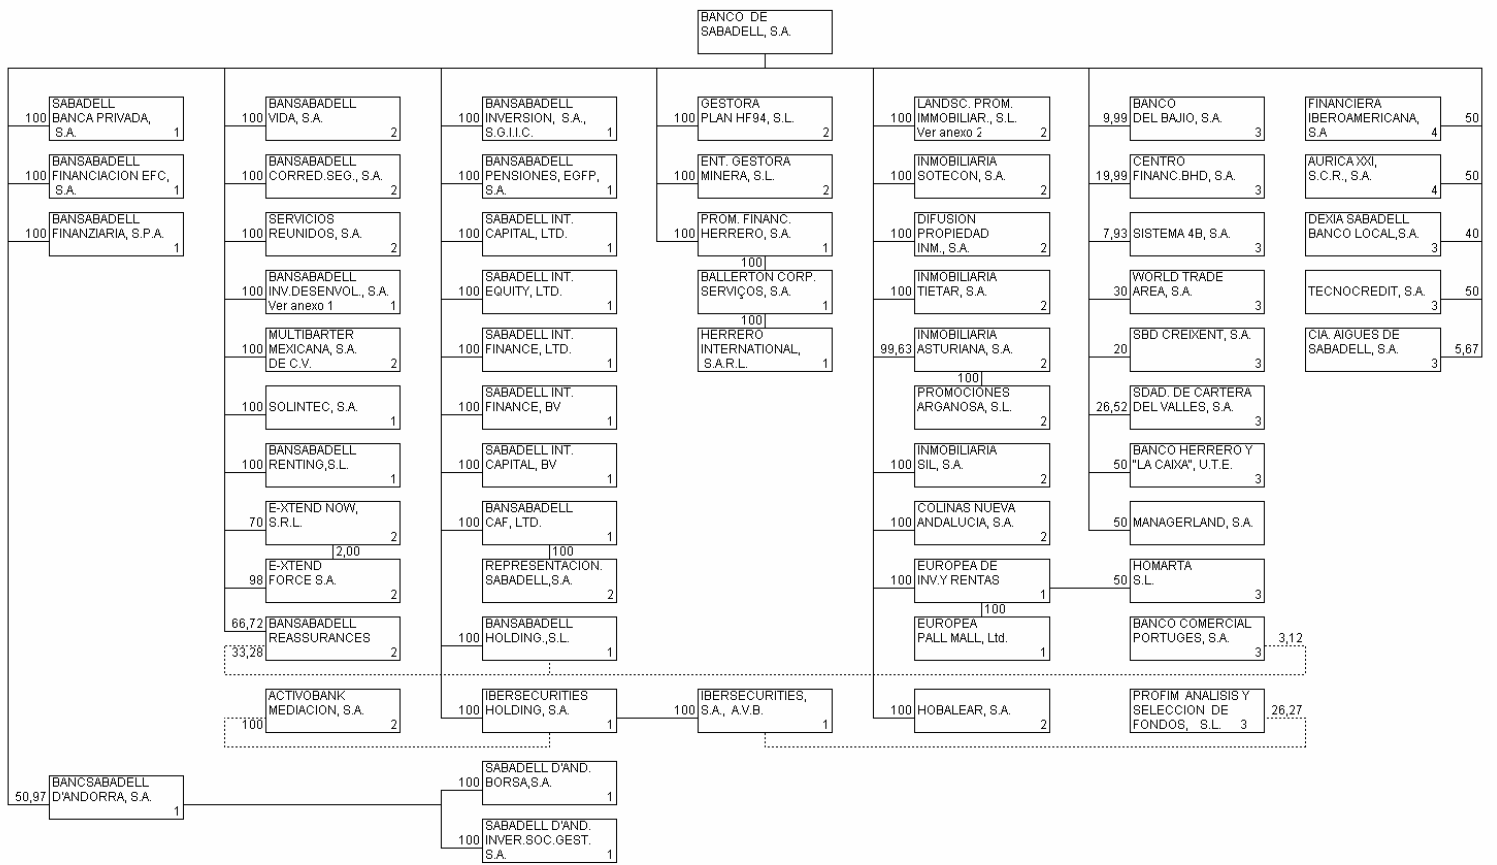 BANCO DE
SABADELL, S.A.
100
SABADELL
BANCA PRIVADA,
S.A.
1
100
BANSABADELL
FINANCIACION EFC,
S.A.
1
100
BANSABADELL
FINANZIARIA, S.P.A.
1
50,97
BANCSABADELL
D'ANDORRA, S.A.
1
100
BANSABADELL
VIDA, S.A.
2
100
BANSABADELL
CORRED.SEG., S.A.
2
100
SERVICIOS
REUNIDOS, S.A.
2
100
BANSABADELL
INV.DESENVOL., S.A.
Ver anexo 1
1
100
MULTIBARTER
MEXICANA, S.A.
DE C.V.
2
100
SOLINTEC, S.A.
1
100
BANSABADELL
RENTING,S.L.
1
70
E-XTEND NOW,
S.R.L.
2
2,00
98
E-XTEND
FORCE S.A.
2
66,72
BANSABADELL
REASSURANCES
2
33,28
ACTIVOBANK
MEDIACION, S.A.
2
100
100
BANSABADELL
INVERSION, S.A.,
S.G.I.I.C.
1
100
BANSABADELL
PENSIONES, EGFP,
S.A.
1
100
SABADELL INT.
CAPITAL, LTD.
1
100
SABADELL INT.
EQUITY, LTD.
1
100
SABADELL INT.
FINANCE, LTD.
1
100
SABADELL INT.
FINANCE, BV
1
100
SABADELL INT.
CAPITAL, BV
1
100
BANSABADELL
CAF, LTD.
1
100
REPRESENTACION.
SABADELL,S.A.
2
100
BANSABADELL
HOLDING.,S.L.
1
100
IBERSECURITIES
HOLDING, S.A.
1
100
SABADELL D'AND.
BORSA,S.A.
1
100
SABADELL D'AND.
INVER.SOC.GEST.
S.A.
1
100
GESTORA
PLAN HF94, S.L.
2
100
ENT. GESTORA
MINERA, S.L.
2
100
PROM. FINANC.
HERRERO, S.A.
1
100
BALLERTON CORP.
SERVIÇOS, S.A.
1
100
HERRERO
INTERNATIONAL,
S.A.R.L.
1
100
IBERSECURITIES,
S.A., A.V.B.
1
100
LANDSC. PROM.
IMMOBILIAR., S.L.
Ver anexo 2
2
100
INMOBILIARIA
SOTECON, S.A.
2
100
DIFUSION
PROPIEDAD
INM., S.A.
2
100
INMOBILIARIA
TIETAR, S.A.
2
99,63
INMOBILIARIA
ASTURIANA, S.A.
2
100
PROMOCIONES
ARGANOSA, S.L.
2
100
INMOBILIARIA
SIL, S.A.
2
100
COLINAS NUEVA
ANDALUCIA, S.A.
2
100
EUROPEA DE
INV.Y RENTAS
1
100
EUROPEA
PALL MALL, Ltd.
1
100
HOBALEAR, S.A.
2
9,99
BANCO
DEL BAJIO, S.A.
3
19,99
CENTRO
FINANC.BHD, S.A.
3
7,93
SISTEMA 4B, S.A.
3
30
WORLD TRADE
AREA, S.A.
3
20
SBD CREIXENT, S.A.
3
26,52
SDAD. DE CARTERA
DEL VALLES, S.A.
3
50
BANCO HERRERO Y
"LA CAIXA", U.T.E.
3
50
MANAGERLAND, S.A.
50
HOMARTA
S.L.
3
BANCO COMERCIAL
PORTUGES, S.A.
3
3,12
PROFIM ANALISIS Y
SELECCION DE
FONDOS, S.L. 3
26,27
FINANCIERA
IBEROAMERICANA,
S.A
4
50
AURICA XXI,
S.C.R., S.A.
4
50
DEXIA SABADELL
BANCO LOCAL,S.A.
3
40
TECNOCREDIT, S.A.
3
50
CIA. AIGUES DE
SABADELL, S.A.
3
5,67